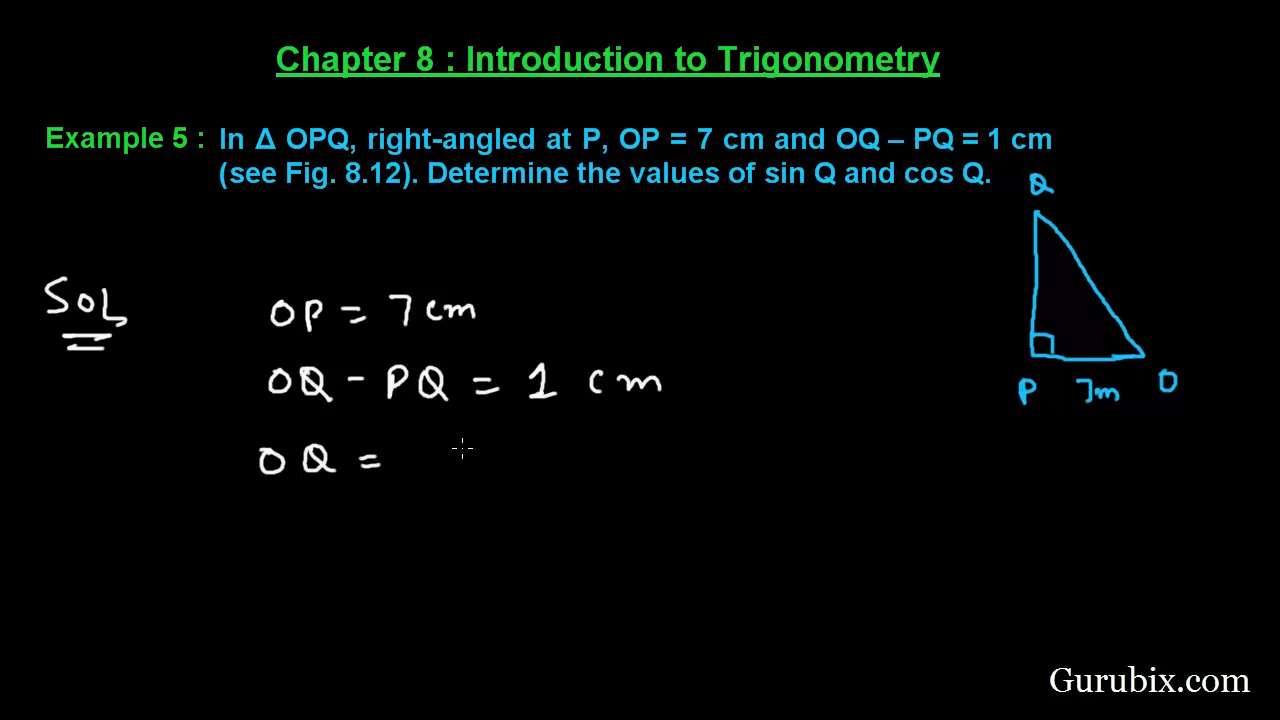 Chapter 8 : Introduction to Trigonometry
Example 5 : In Δ OPQ, right-angled at P, OP = 7 cm and OQ – PQ = 1 cm
(see Fig. 8.12). Determine the values of sin Q and cos Q.
Q
SOL
OP = 7 cm
OQ - PQ = 1 cm
P 7m O
OQ =
Gurubix.com